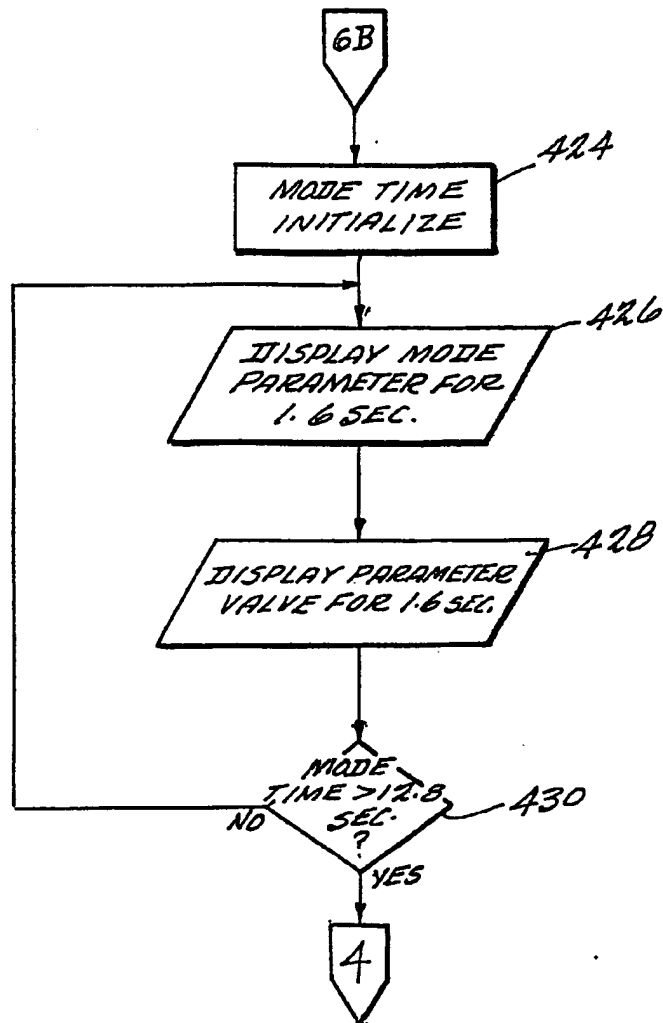 6B
424
MODE TIME
INITIALIZE
426
DISPLAY MODE
PARAMETER FOR
1.6 SEC.
428
DISPLAY PARAMETER
VALVE FOR 1.6 SEC.
MODE
TIME >12.8
SEC.
?
430
NO
YES
4